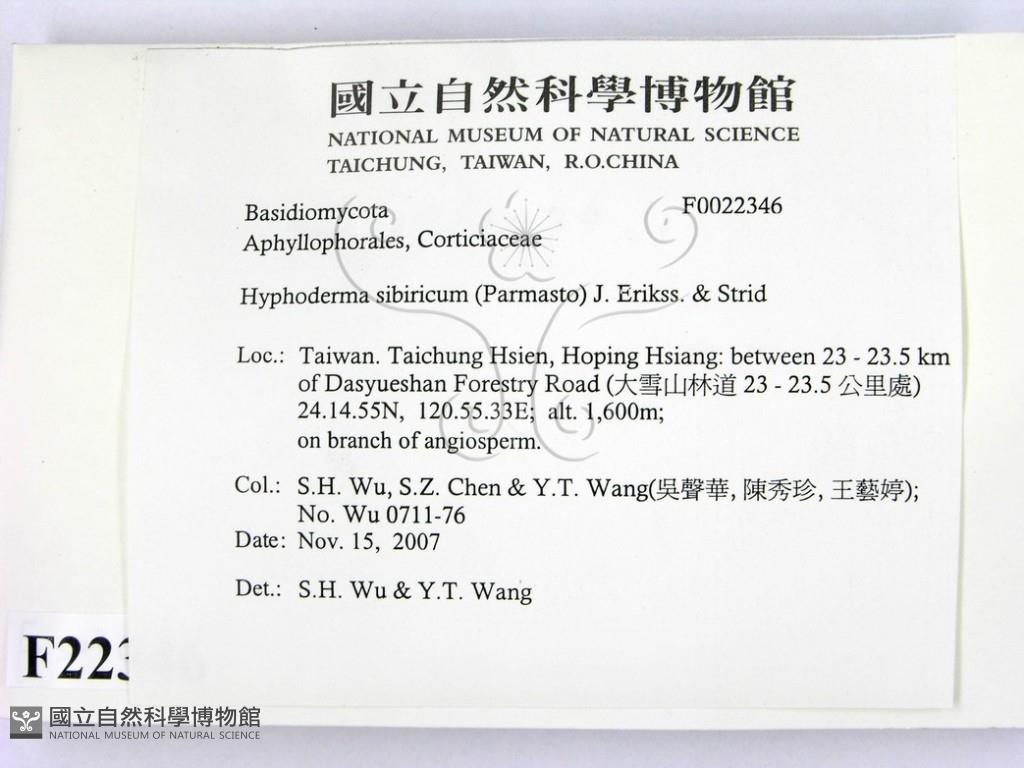 國立自然科學博物館
NATIONAL MUSEUM OF NATURAL SCIENCE
TAICHUNG, TAIWAN, R.O.CHINA
Basidiomycota F0022346
Aphyllophorales, Corticiaceae
Hyphoderma sibiricum (Parmasto) J. Erikss. & Strid
Loc.: Taiwan. Taichung Hsien, Hoping Hsiang: between 23 - 23.5 km
of Dasyueshan Forestry Road (大雪山林道 23 - 23.5 公里處)
24.14.55N, 120.55.33E; alt. 1,600m;
on branch of angiosperm.
Col.: S.H. Wu, S.Z. Chen & Y.T. Wang(吳聲華, 陳秀珍, 王藝婷);
No. Wu 0711-76
Date: Nov. 15, 2007
Det.: S.H. Wu & Y.T. Wang
F223
國立自然科學博物館
NATIONAL MUSEUM OF NATURAL SCIENCE